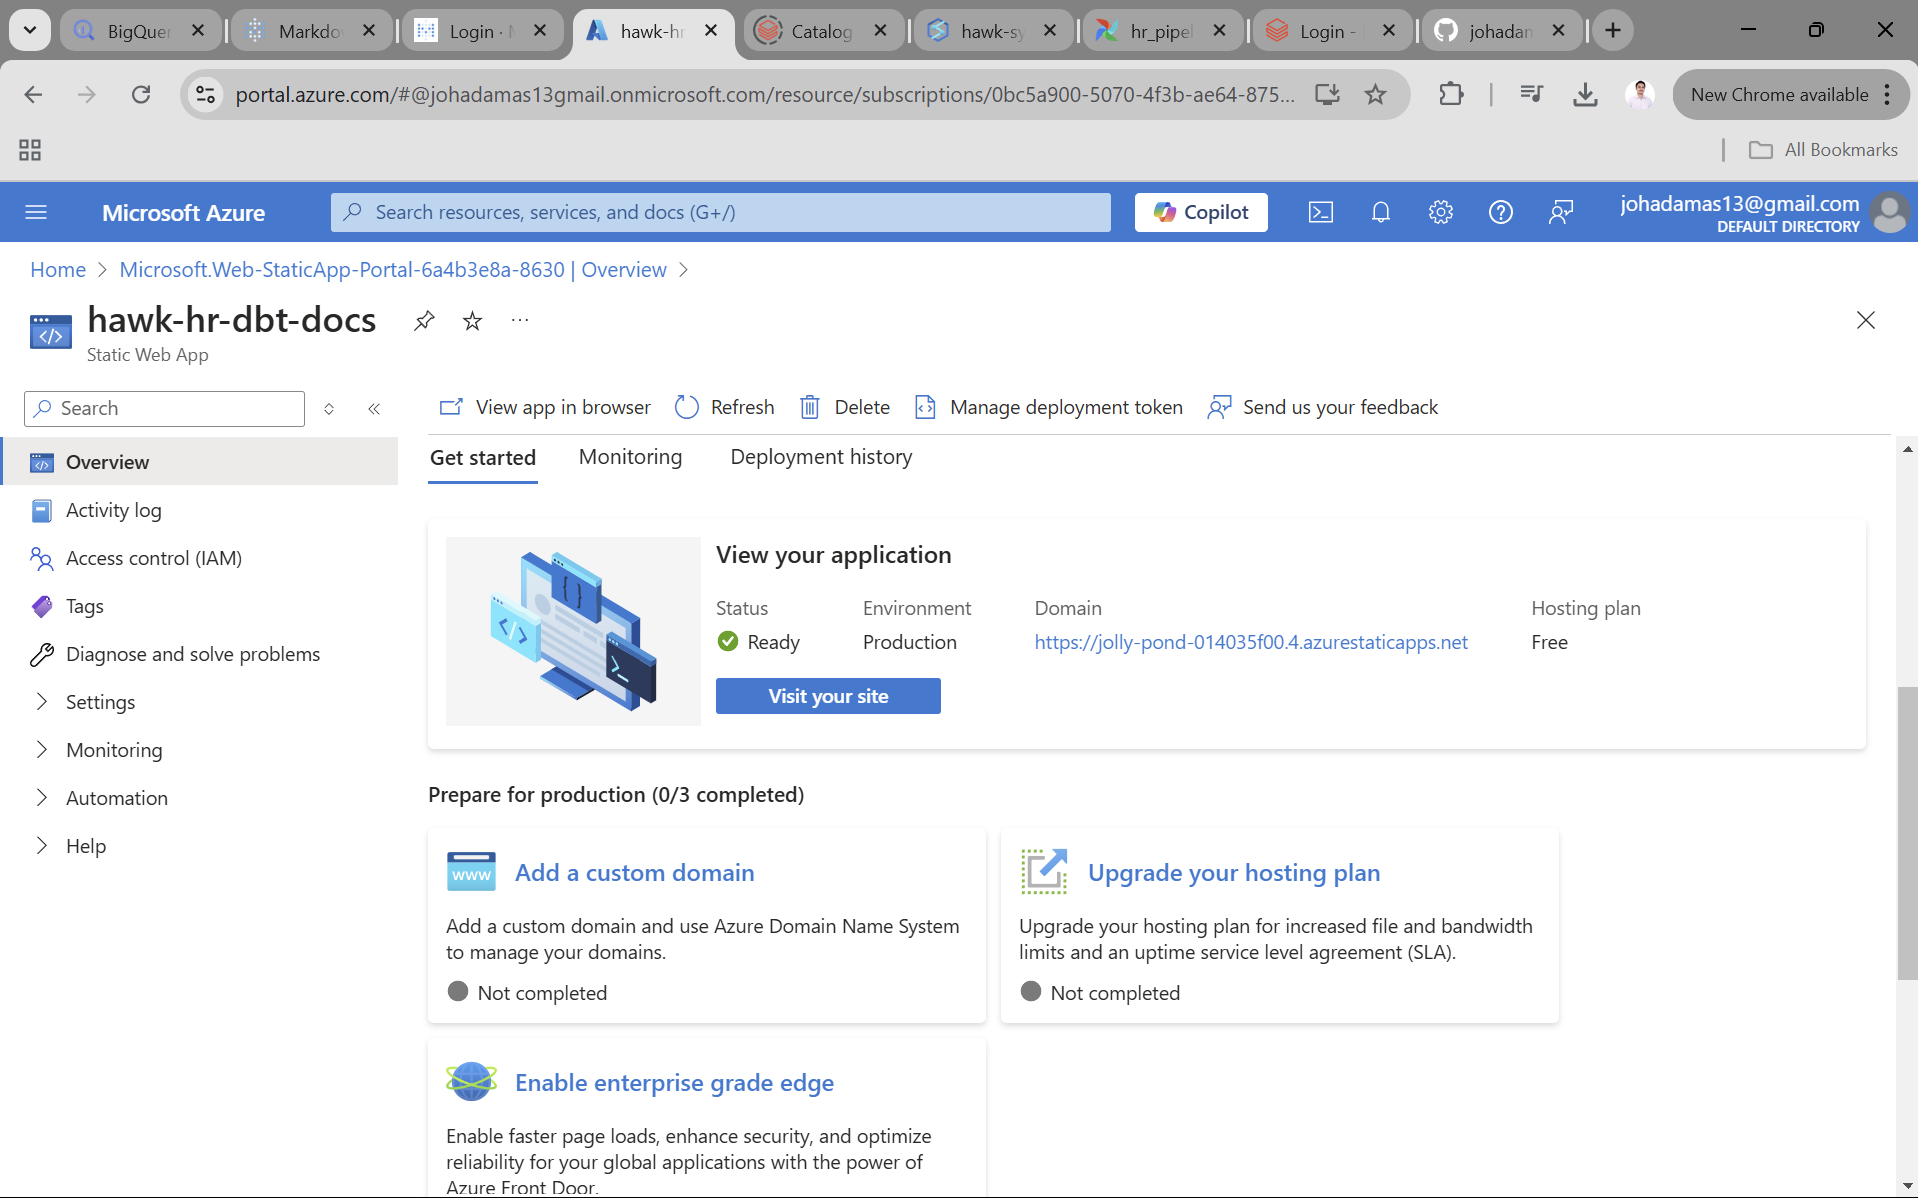 BigQuer
Markdo
Login ·
hawk-hr
Catalog
hawk-sy
hr_pipel
Login -
johadan
portal.azure.com/#@johadamas13gmail.onmicrosoft.com/resource/subscriptions/0bc5a900-5070-4f3b-ae64-875...
New Chrome available
All Bookmarks
Microsoft Azure
Search resources, services, and docs (G+/)
Copilot
johadamas13@gmail.com
DEFAULT DIRECTORY
Home > Microsoft.Web-StaticApp-Portal-6a4b3e8a-8630 | Overview >
hawk-hr-dbt-docs
Static Web App
Search
View app in browser
Refresh
Delete
Manage deployment token
Send us your feedback
Overview
Activity log
Access control (IAM)
Tags
Diagnose and solve problems
Settings
Monitoring
Automation
Help
Get started
Monitoring
Deployment history
View your application
Status
Environment
Domain
Hosting plan
Ready
Production
https://jolly-pond-014035f00.4.azurestaticapps.net
Free
Visit your site
Prepare for production (0/3 completed)
www
Add a custom domain
Add a custom domain and use Azure Domain Name System
to manage your domains.
Not completed
Upgrade your hosting plan
Upgrade your hosting plan for increased file and bandwidth
limits and an uptime service level agreement (SLA).
Not completed
Enable enterprise grade edge
Enable faster page loads, enhance security, and optimize
reliability for your global applications with the power of
Azure Front Door.